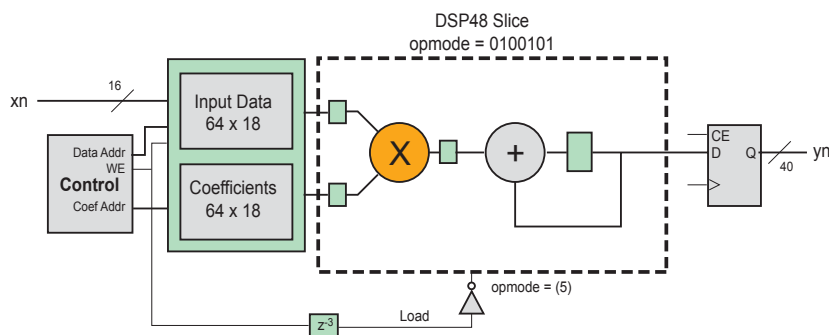 DSP48 Slice
opmode = 0100101
xn
16
Input Data
64 x 18
Coefficients
64 x 18
Data Addr
WE
Control
Coef Addr
X
+
CE
D
Q
40
yn
z-3
Load
opmode = (5)